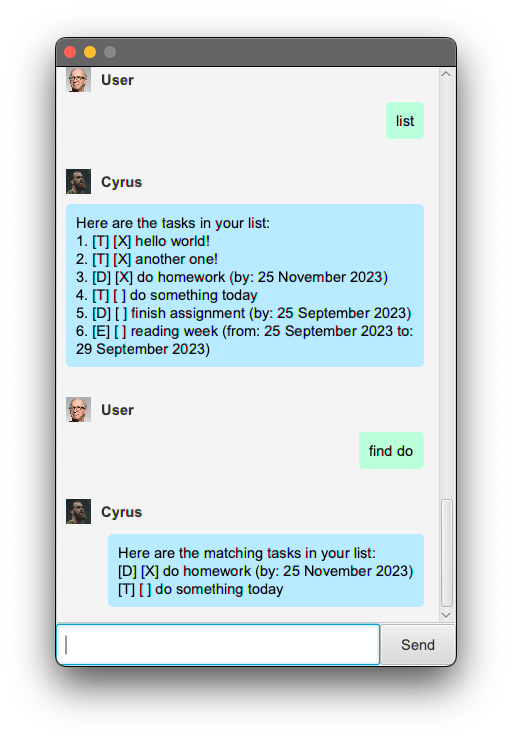 User
list
Cyrus
Here are the tasks in your list:
1. [T] [X] hello world!
2. [T] [X] another one!
3. [D] [X] do homework (by: 25 November 2023)
4. [T] [ ] do something today
5. [D] [ ] finish assignment (by: 25 September 2023)
6. [E] [ ] reading week (from: 25 September 2023 to:
29 September 2023)
User
find do
Cyrus
Here are the matching tasks in your list:
[D] [X] do homework (by: 25 November 2023)
[T] [ ] do something today
Send